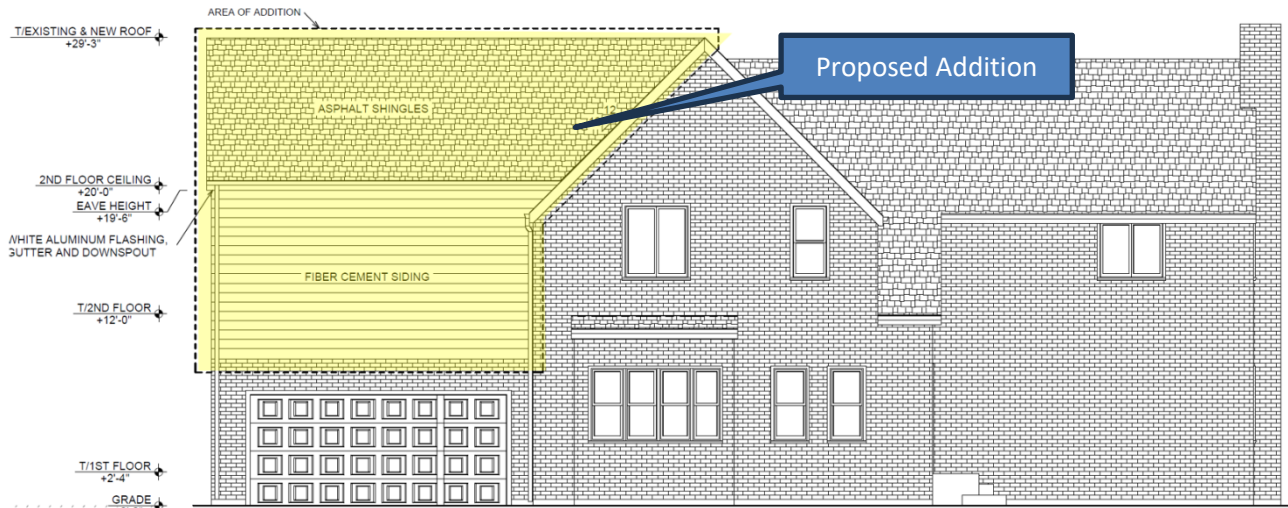 AREA OF ADDITION
T/EXISTING & NEW ROOF
+29'-3"
Proposed Addition
ASPHALT SHINGLES
12
2ND FLOOR CEILING
+20'-0"
EAVE HEIGHT
+19'-6"
WHITE ALUMINUM FLASHING,
GUTTER AND DOWNSPOUT
FIBER CEMENT SIDING
T/2ND FLOOR
+12'-0"
T/1ST FLOOR
+2'-4"
GRADE